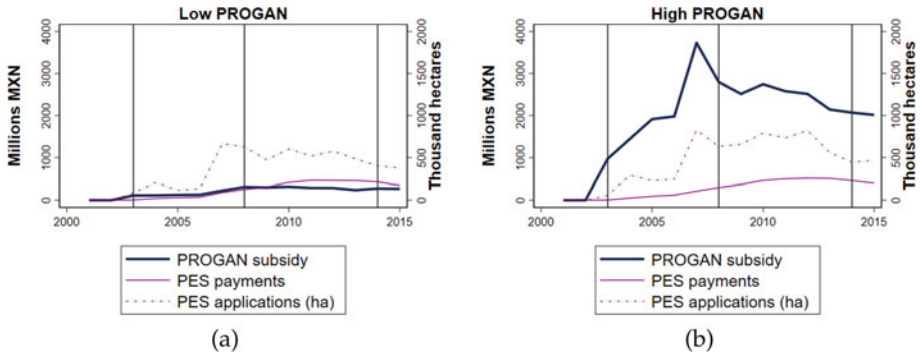 Low PROGAN
Millions MXN
4000
3000
2000
1000
0
2000
1500
1000
500
0
Thousand hectares
2000 2005 2010 2015
PROGAN subsidy
PES payments
PES applications (ha)
(a)
High PROGAN
Millions MXN
4000
3000
2000
1000
0
2000
1500
1000
500
0
Thousand hectares
2000 2005 2010 2015
PROGAN subsidy
PES payments
PES applications (ha)
(b)